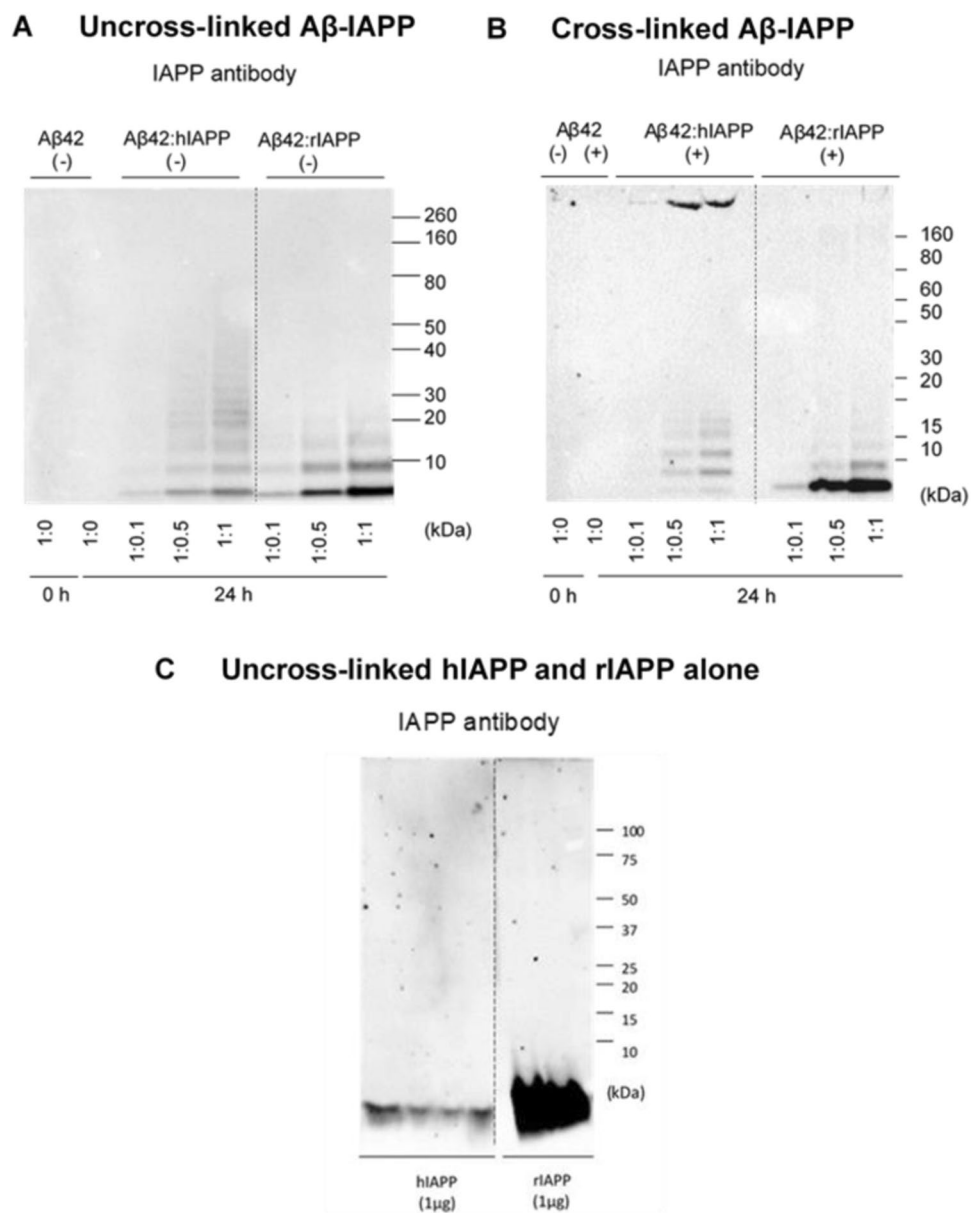 A Uncross-linked Aβ-IAPP
IAPP antibody
Aβ42 Aβ42:hIAPP Aβ42:rIAPP
(-) (-) (-)
260
160
80
50
40
30
20
10
(kDa)
1:0 1:0 1:0.1 1:0.5 1:1 1:0.1 1:0.5 1:1
0 h 24 h
B Cross-linked Aβ-IAPP
IAPP antibody
Aβ42 Aβ42:hIAPP Aβ42:rIAPP
(-) (+) (+) (+)
160
80
60
50
30
20
15
10
(kDa)
1:0 1:0 1:0.1 1:0.5 1:1 1:0.1 1:0.5 1:1
0 h 24 h
C Uncross-linked hIAPP and rIAPP alone
IAPP antibody
100
75
50
37
25
20
15
10
(kDa)
hIAPP rIAPP
(1µg) (1µg)